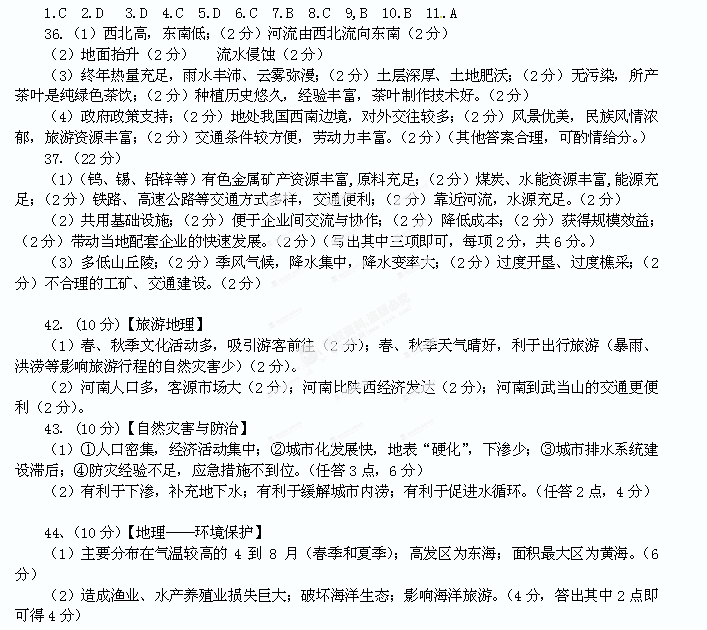 1.C 2.D 3.D 4.C 5.D 6.C 7.B 8.C 9,B 10.B 11.A
36.（1）西北高，东南低；（2分）河流由西北流向东南（2分）
（2）地面抬升（2分） 流水侵蚀（2分）
（3）终年热量充足，雨水丰沛、云雾弥漫；（2分）土层深厚、土地肥沃；（2分）无污染，所产
茶叶是纯绿色茶饮；（2分）种植历史悠久，经验丰富，茶叶制作技术好。（2分）
（4）政府政策支持；（2分）地处我国西南边境，对外交往较多；（2分）风景优美，民族风情浓
郁，旅游资源丰富；（2分）交通条件较方便，劳动力丰富。（2分）（其他答案合理，可酌情给分。）
37.（22分）
（1）（钨、锡、铅锌等）有色金属矿产资源丰富,原料充足；（2分）煤炭、水能资源丰富,能源充
足；（2分）铁路、高速公路等交通方式多样，交通便利；（2分）靠近河流，水源充足。（2分）
（2）共用基础设施；（2分）便于企业间交流与协作；（2分）降低成本；（2分）获得规模效益；
（2分）带动当地配套企业的快速发展。（2分）（写出其中三项即可，每项2分，共6分。）
（3）多低山丘陵；（2分）季风气候，降水集中，降水变率大；（2分）过度开垦、过度樵采；（2
分）不合理的工矿、交通建设。（2分）
42.（10分）【旅游地理】
（1）春、秋季文化活动多，吸引游客前往（2分）；春、秋季天气晴好，利于出行旅游（暴雨、
洪涝等影响旅游行程的自然灾害少）（2分）。
（2）河南人口多，客源市场大（2分）；河南比陕西经济发达（2分）；河南到武当山的交通更便
利（2分）。
43.（10分）【自然灾害与防治】
（1）①人口密集，经济活动集中；②城市化发展快，地表“硬化”，下渗少；③城市排水系统建
设滞后；④防灾经验不足，应急措施不到位。（任答3点，6分）
（2）有利于下渗，补充地下水；有利于缓解城市内涝；有利于促进水循环。（任答2点，4分）
44、（10分）【地理——环境保护】
（1）主要分布在气温较高的 4 到 8 月（春季和夏季）；高发区为东海；面积最大区为黄海。（6
分）
（2）造成渔业、水产养殖业损失巨大；破坏海洋生态；影响海洋旅游。（4分，答出其中2点即
可得4分）